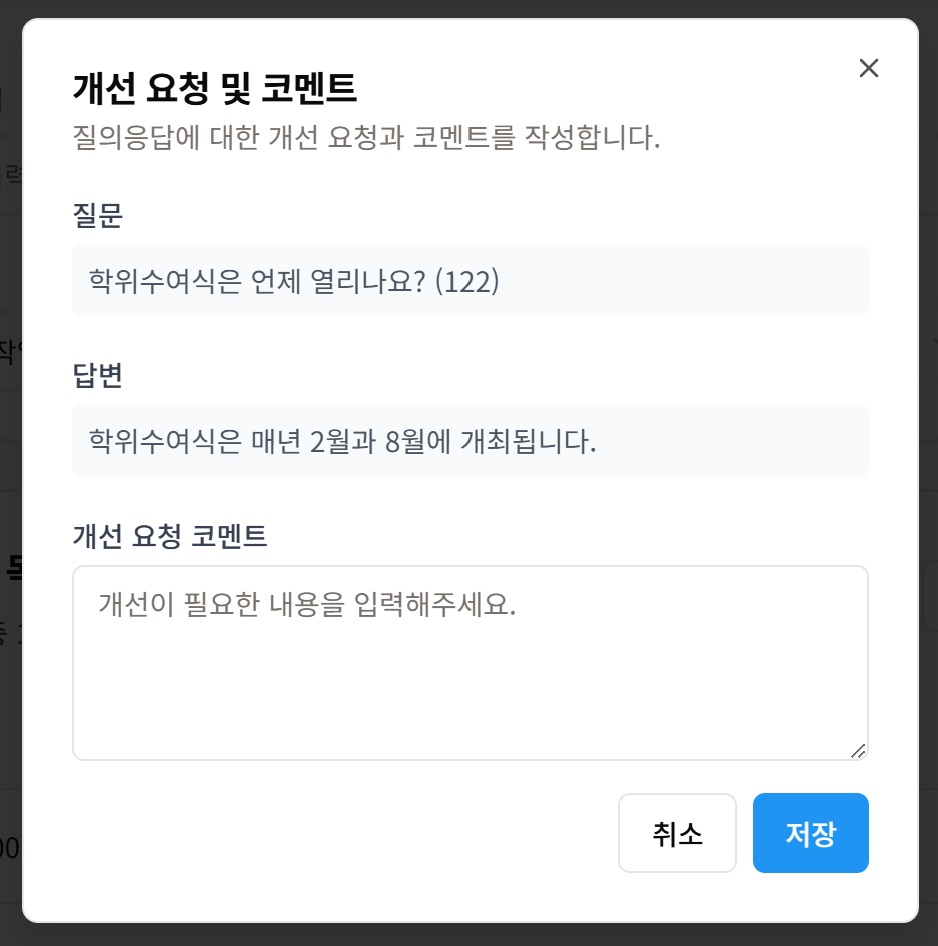 개선 요청 및 코멘트
질의응답에 대한 개선 요청과 코멘트를 작성합니다.
질문
학위수여식은 언제 열리나요? (122)
답변
학위수여식은 매년 2월과 8월에 개최됩니다.
개선 요청 코멘트
개선이 필요한 내용을 입력해주세요.
취소 저장